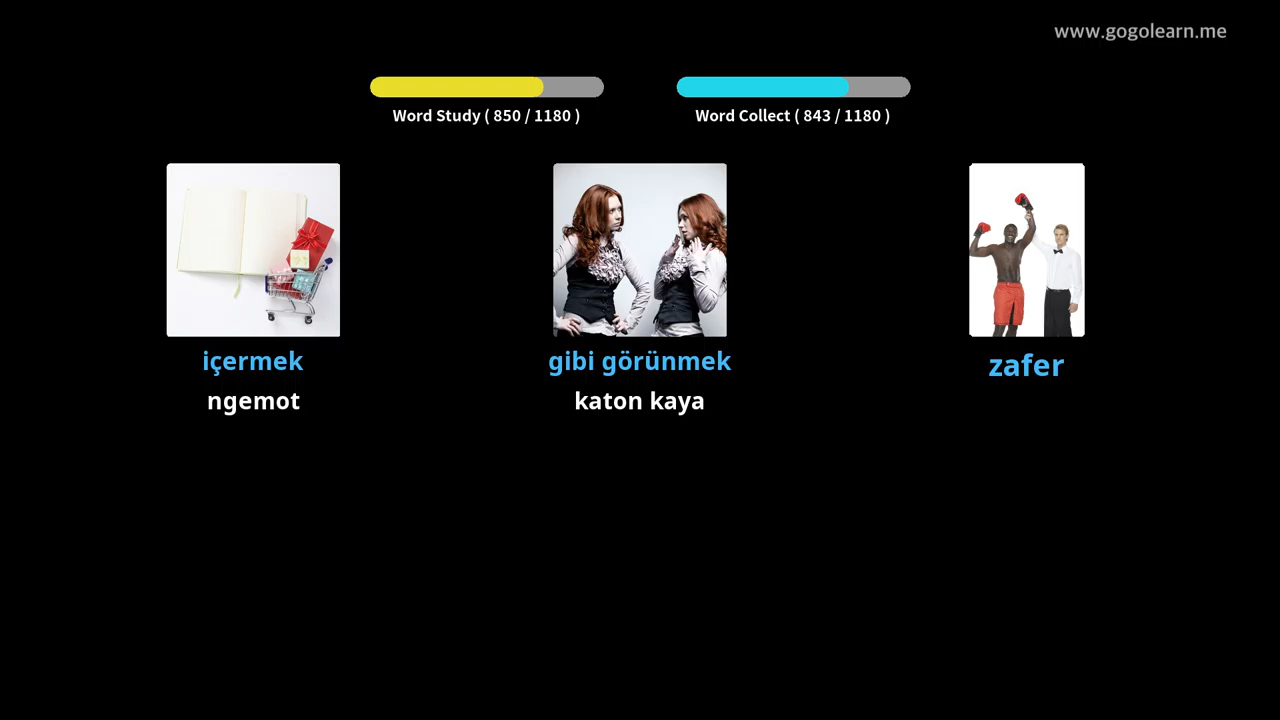 www.gogolearn.me
Word Study ( 850 / 1180 )
Word Collect ( 843 / 1180 )
içermek
gibi görünmek
zafer
ngemot
katon kaya